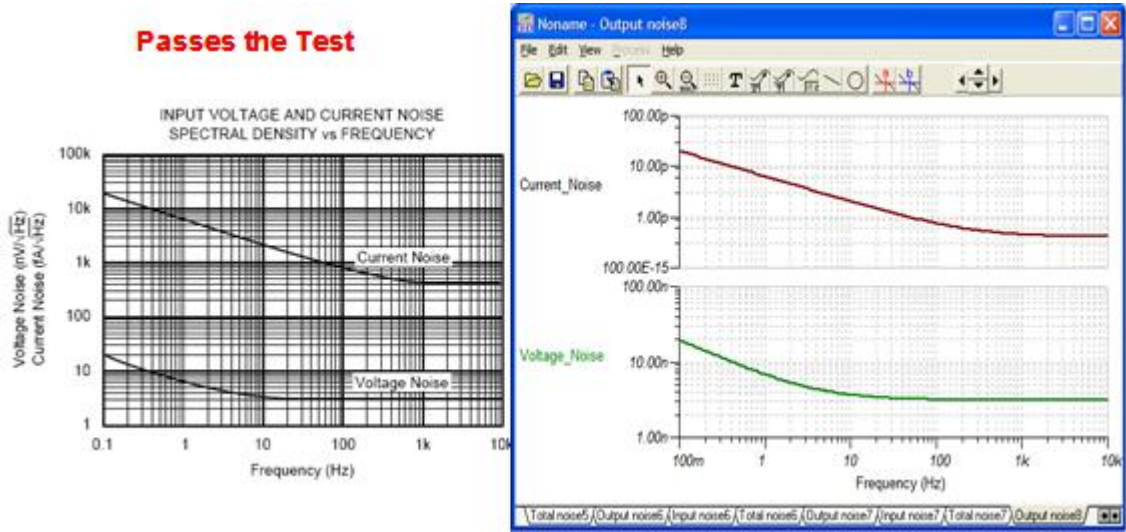 Passes the Test
INPUT VOLTAGE AND CURRENT NOISE
SPECTRAL DENSITY vs FREQUENCY
100k
10k
1k
100
10
1
Voltage Noise (nV/√Hz)
Current Noise (fA/√Hz)
Current Noise
Voltage Noise
0.1 1 10 100 1k 10k
Frequency (Hz)
Noname - Output noise8
File Edit View Process Help
T
100.00p
10.00p
1.00p
100.00E-15
Current_Noise
100.00n
10.00n
1.00n
Voltage_Noise
100m 1 10 100 1k 10k
Frequency (Hz)
Total noise5 Output noise6 Input noise6 Total noise6 Output noise7 Input noise7 Total noise7 Output noise8